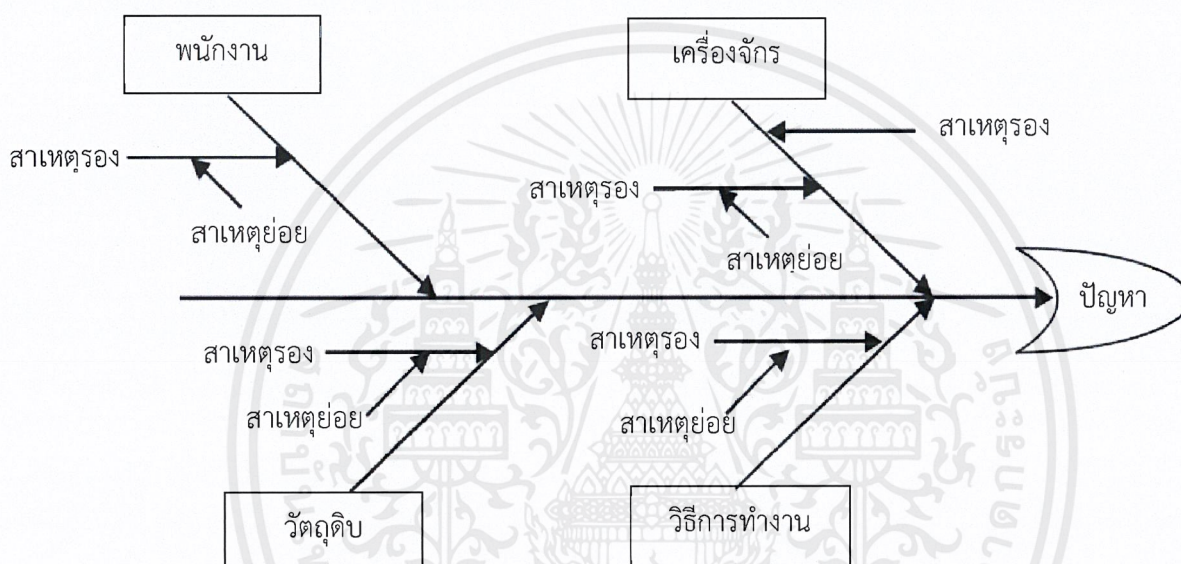 พนักงาน
เครื่องจักร
สาเหตุรอง
สาเหตุรอง
สาเหตุรอง
สาเหตุย่อย
สาเหตุย่อย
ปัญหา
สาเหตุรอง
สาเหตุรอง
สาเหตุย่อย
สาเหตุย่อย
วัตถุดิบ
วิธีการทำงาน